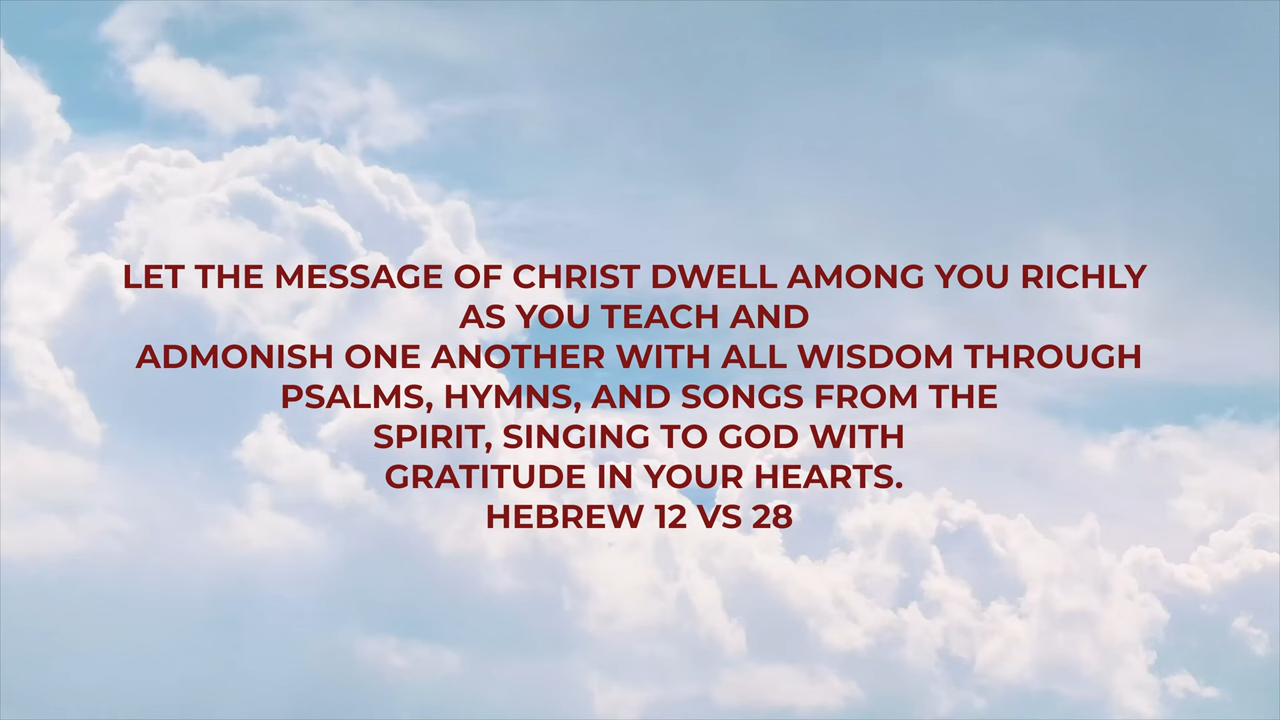 LET THE MESSAGE OF CHRIST DWELL AMONG YOU RICHLY
AS YOU TEACH AND
ADMONISH ONE ANOTHER WITH ALL WISDOM THROUGH
PSALMS, HYMNS, AND SONGS FROM THE
SPIRIT, SINGING TO GOD WITH
GRATITUDE IN YOUR HEARTS.
HEBREW 12 VS 28